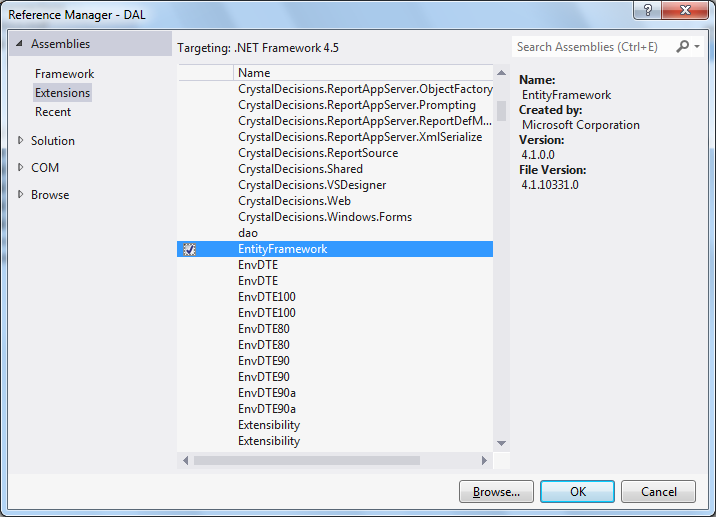 Reference Manager - DAL
Assemblies
Framework
Extensions
Recent
Solution
COM
Browse
Targeting: .NET Framework 4.5
Name
CrystalDecisions.ReportAppServer.ObjectFactory
CrystalDecisions.ReportAppServer.Prompting
CrystalDecisions.ReportAppServer.ReportDefM...
CrystalDecisions.ReportAppServer.XmlSerialize
CrystalDecisions.ReportSource
CrystalDecisions.Shared
CrystalDecisions.VSDesigner
CrystalDecisions.Web
CrystalDecisions.Windows.Forms
dao
EntityFramework
EnvDTE
EnvDTE
EnvDTE100
EnvDTE100
EnvDTE80
EnvDTE80
EnvDTE90
EnvDTE90
EnvDTE90a
EnvDTE90a
Extensibility
Extensibility
Search Assemblies (Ctrl+E)
Name:
EntityFramework
Created by:
Microsoft Corporation
Version:
4.1.0.0
File Version:
4.1.10331.0
Browse...
OK
Cancel